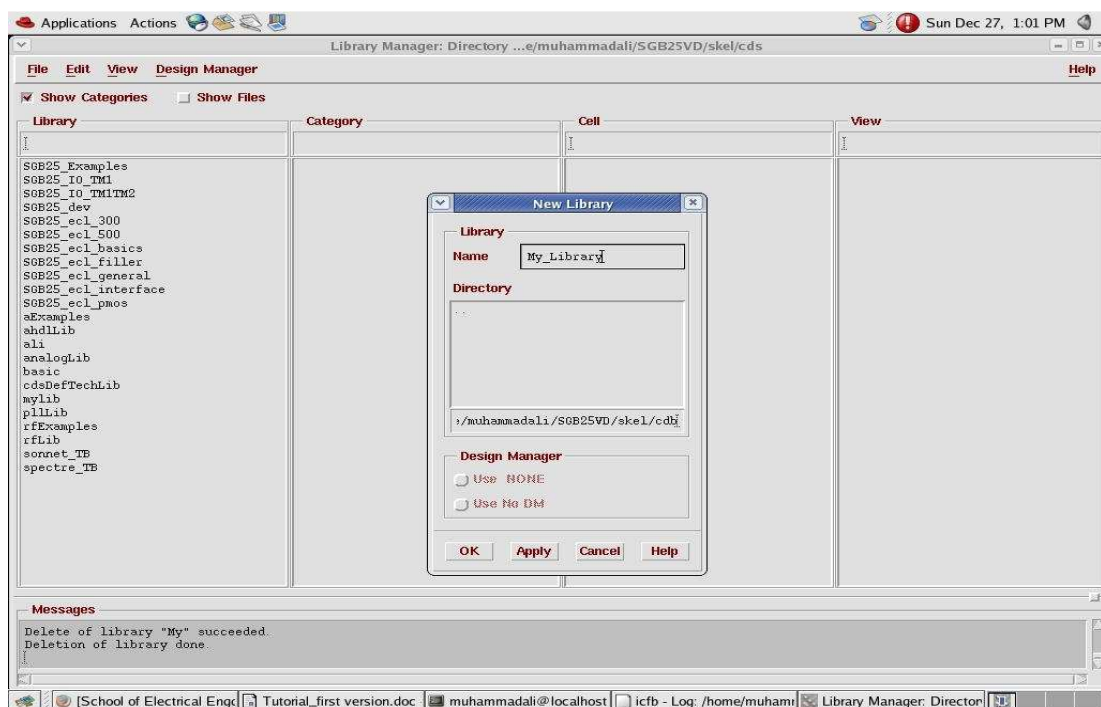 Applications Actions Sun Dec 27, 1:01 PM
Library Manager: Directory ...e/muhammadali/SGB25VD/skel/cds
File Edit View Design Manager Help
Show Categories Show Files
Library Category Cell View
SGB25_Examples
SGB25_IO_TM1
SGB25_IO_TM1TM2
SGB25_dev
SGB25_ecl_300
SGB25_ecl_500
SGB25_ecl_basics
SGB25_ecl_filler
SGB25_ecl_general
SGB25_ecl_interface
SGB25_ecl_pmos
aExamples
ahdlLib
ali
analogLib
basic
cdsDefTechLib
mylib
pllLib
rfExamples
rfLib
sonnet_TB
spectre_TB
New Library
Library
Name My_Library
Directory
..
/muhammadali/SGB25VD/skel/cdb
Design Manager
Use NONE
Use No DM
OK Apply Cancel Help
Messages
Delete of library "My" succeeded.
Deletion of library done.
[School of Electrical Eng Tutorial_first version.doc muhammadali@localhost icfb - Log: /home/muham Library Manager: Director